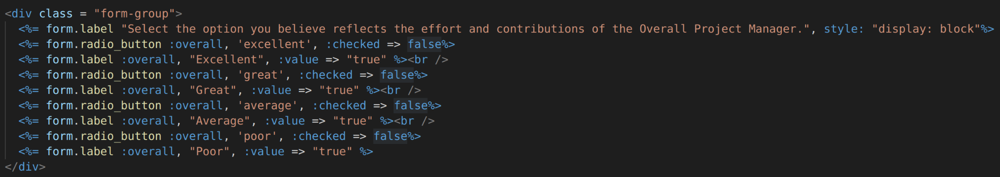 <div class = "form-group">
<%= form.label "Select the option you believe reflects the effort and contributions of the Overall Project Manager.", style: "display: block"%>
<%= form.radio_button :overall, 'excellent', :checked => false%>
<%= form.label :overall, "Excellent", :value => "true" %><br />
<%= form.radio_button :overall, 'great', :checked => false%>
<%= form.label :overall, "Great", :value => "true" %><br />
<%= form.radio_button :overall, 'average', :checked => false%>
<%= form.label :overall, "Average", :value => "true" %><br />
<%= form.radio_button :overall, 'poor', :checked => false%>
<%= form.label :overall, "Poor", :value => "true" %>
</div>